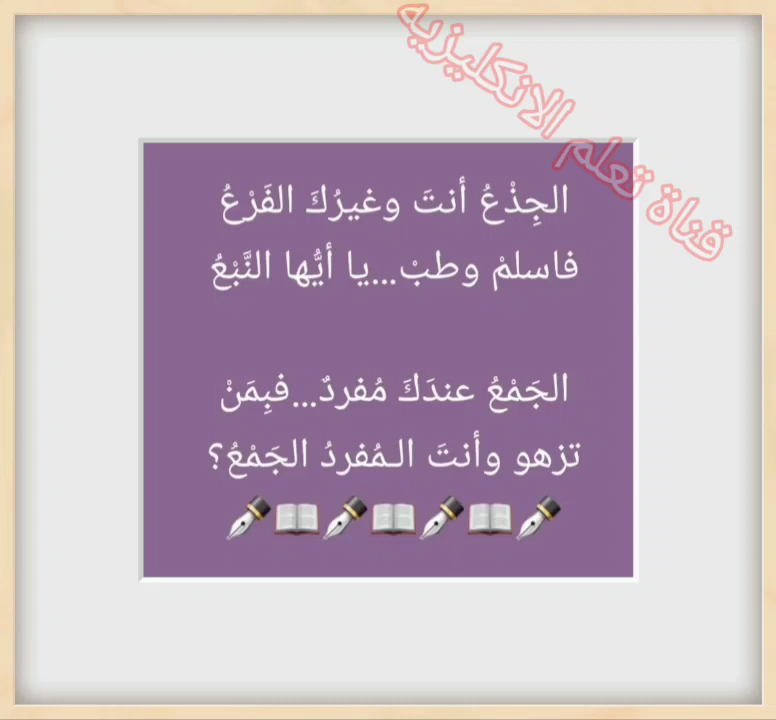 قناة تعلم الانكليزيه
الجِذْعُ أنتَ وغيرُكَ الفَرْعُ
فاسلمْ وطبْ...يا أيُّها النَّبْعُ
الجَمْعُ عندَكَ مُفردٌ...فبِمَنْ
تزهو وأنتَ الـمُفردُ الجَمْعُ؟